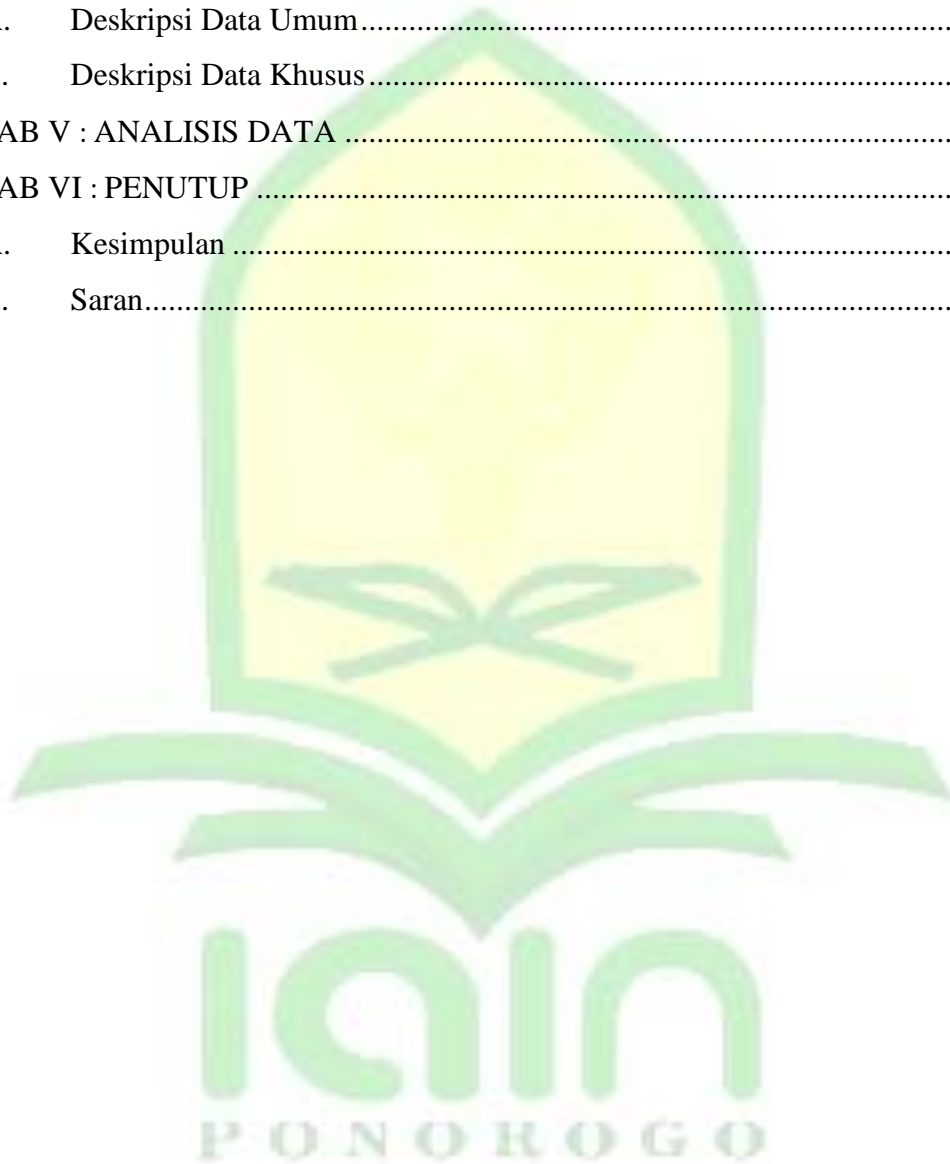 . Deskripsi Data Umum....................................................................................
. Deskripsi Data Khusus...................................................................................
AB V : ANALISIS DATA ......................................................................................
AB VI : PENUTUP .................................................................................................
. Kesimpulan ....................................................................................................
. Saran...............................................................................................................
iain
PONOROGO